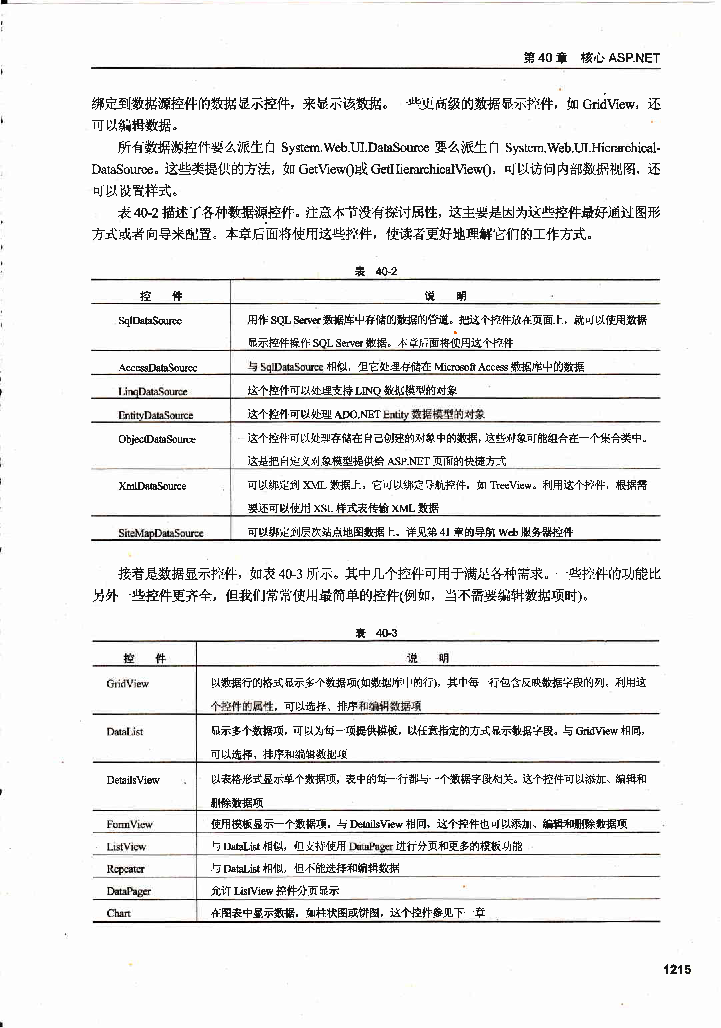 第 40 章 核心 ASP.NET
绑定到数据源控件的数据显示控件，来显示该数据。一些更高级的数据显示控件，如 GridView，还
可以编辑数据。
所有数据源控件要么派生自 System.Web.UI.DataSource 要么派生自 System.Web.UI.Hierarchical-
DataSource。这些类提供的方法，如 GetView()或 GetHierarchicalView()，可以访问内部数据视图，还
可以设置样式。
表 40-2 描述了各种数据源控件。注意本节没有探讨属性，这主要是因为这些控件最好通过图形
方式或者向导来配置。本章后面将使用这些控件，使读者更好地理解它们的工作方式。
表 40-2
控 件 说 明
SqlDataSource 用作 SQL Server 数据库中存储的数据的管道。把这个控件放在页面上，就可以使用数据
显示控件操作 SQL Server 数据。本章后面将使用这个控件
AccessDataSource 与 SqlDataSource 相似，但它处理存储在 Microsoft Access 数据库中的数据
LinqDataSource 这个控件可以处理支持 LINQ 数据模型的对象
EntityDataSource 这个控件可以处理 ADO.NET Entity 数据模型的对象
ObjectDataSource 这个控件可以处理存储在自己创建的对象中的数据，这些对象可能组合在一个集合类中。
这是把自定义对象模型提供给 ASP.NET 页面的快捷方式
XmlDataSource 可以绑定到 XML 数据上，它可以绑定导航控件，如 TreeView。利用这个控件，根据需
要还可以使用 XSL 样式表传输 XML 数据
SiteMapDataSource 可以绑定到层次站点地图数据上。详见第 41 章的导航 Web 服务器控件
接着是数据显示控件，如表 40-3 所示。其中几个控件可用于满足各种需求。一些控件的功能比
另外一些控件更齐全，但我们常常使用最简单的控件(例如，当不需要编辑数据项时)。
表 40-3
控 件 说 明
GridView 以数据行的格式显示多个数据项(如数据库中的行)，其中每一行包含反映数据字段的列。利用这
个控件的属性，可以选择、排序和编辑数据项
DataList 显示多个数据项，可以为每一项提供模板，以任意指定的方式显示数据字段。与 GridView 相同，
可以选择、排序和编辑数据项
DetailsView 以表格形式显示单个数据项，表中的每一行都与一个数据字段相关。这个控件可以添加、编辑和
删除数据项
FormView 使用模板显示一个数据项。与 DetailsView 相同，这个控件也可以添加、编辑和删除数据项
ListView 与 DataList 相似，但支持使用 DataPager 进行分页和更多的模板功能
Repeater 与 DataList 相似，但不能选择和编辑数据
DataPager 允许 ListView 控件分页显示
Chart 在图表中显示数据，如柱状图或饼图，这个控件参见下一章
1215